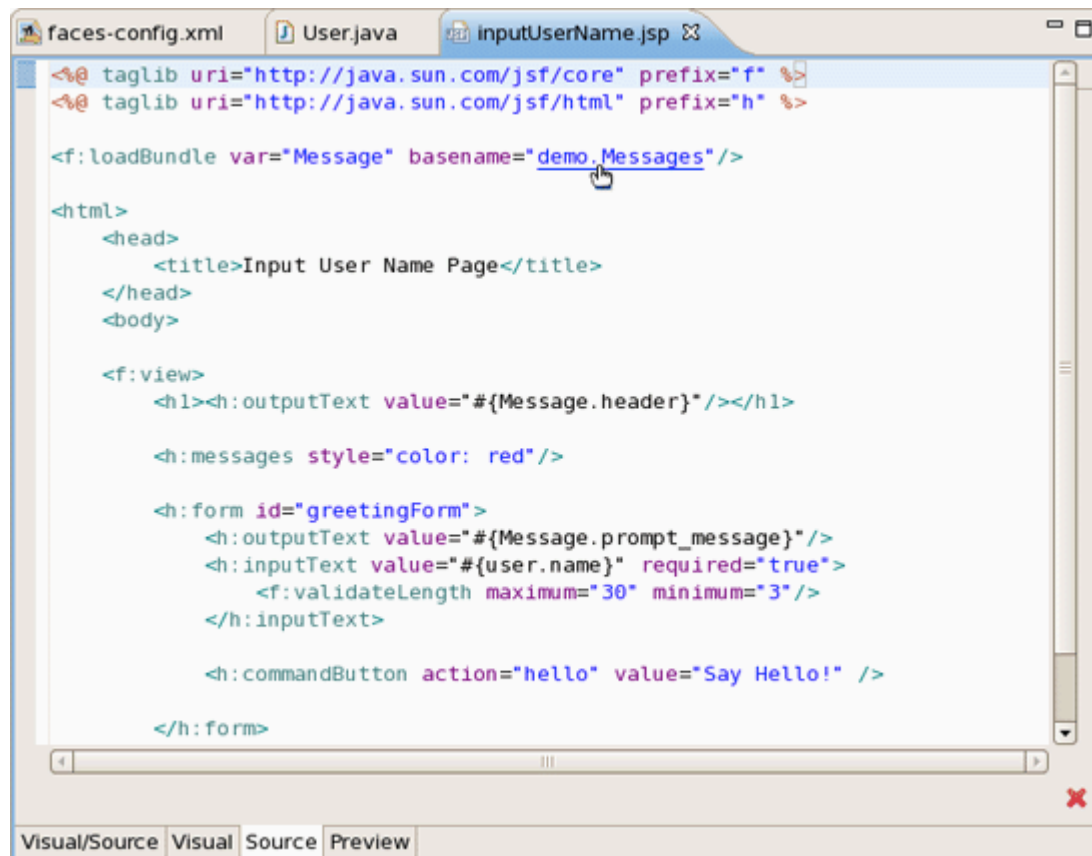 faces-config.xml User.java inputUserName.jsp
<%@ taglib uri="http://java.sun.com/jsf/core" prefix="f" %>
<%@ taglib uri="http://java.sun.com/jsf/html" prefix="h" %>
<f:loadBundle var="Message" basename="demo.Messages"/>
<html>
<head>
<title>Input User Name Page</title>
</head>
<body>
<f:view>
<h1><h:outputText value="#{Message.header}"/></h1>
<h:messages style="color: red"/>
<h:form id="greetingForm">
<h:outputText value="#{Message.prompt_message}"/>
<h:inputText value="#{user.name}" required="true">
<f:validateLength maximum="30" minimum="3"/>
</h:inputText>
<h:commandButton action="hello" value="Say Hello!" />
</h:form>
Visual/Source Visual Source Preview